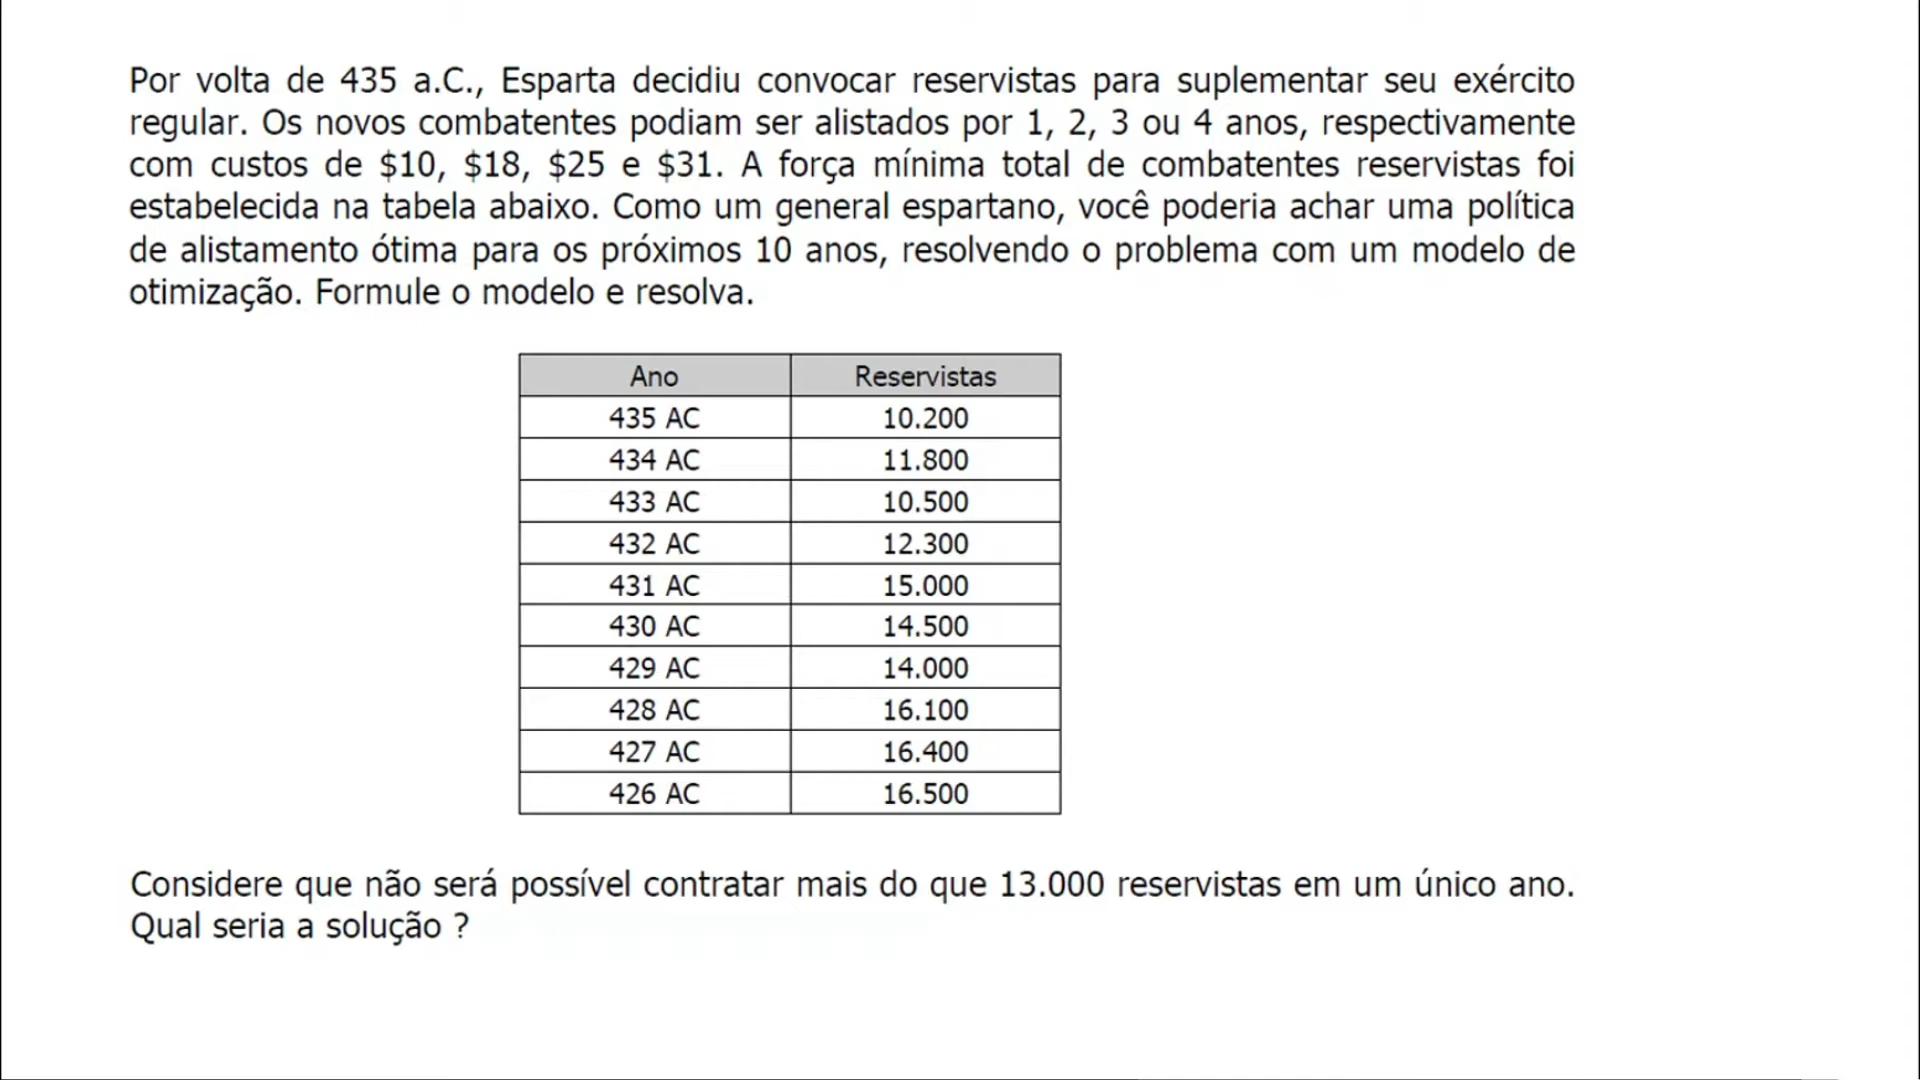 Por volta de 435 a.C., Esparta decidiu convocar reservistas para suplementar seu exército
regular. Os novos combatentes podiam ser alistados por 1, 2, 3 ou 4 anos, respectivamente
com custos de $10, $18, $25 e $31. A força mínima total de combatentes reservistas foi
estabelecida na tabela abaixo. Como um general espartano, você poderia achar uma política
de alistamento ótima para os próximos 10 anos, resolvendo o problema com um modelo de
otimização. Formule o modelo e resolva.
Ano Reservistas
435 AC 10.200
434 AC 11.800
433 AC 10.500
432 AC 12.300
431 AC 15.000
430 AC 14.500
429 AC 14.000
428 AC 16.100
427 AC 16.400
426 AC 16.500
Considere que não será possível contratar mais do que 13.000 reservistas em um único ano.
Qual seria a solução ?